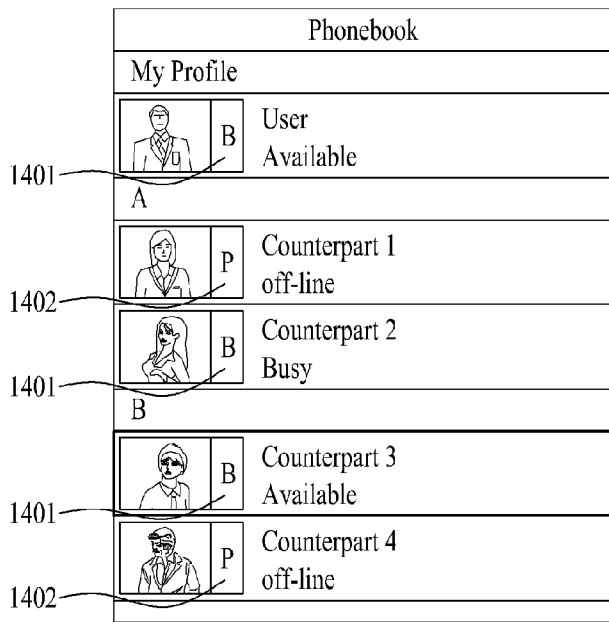 Phonebook
My Profile
B
User
Available
1401
A
P
Counterpart 1
off-line
1402
B
Counterpart 2
Busy
1401
B
B
Counterpart 3
Available
1401
P
Counterpart 4
off-line
1402